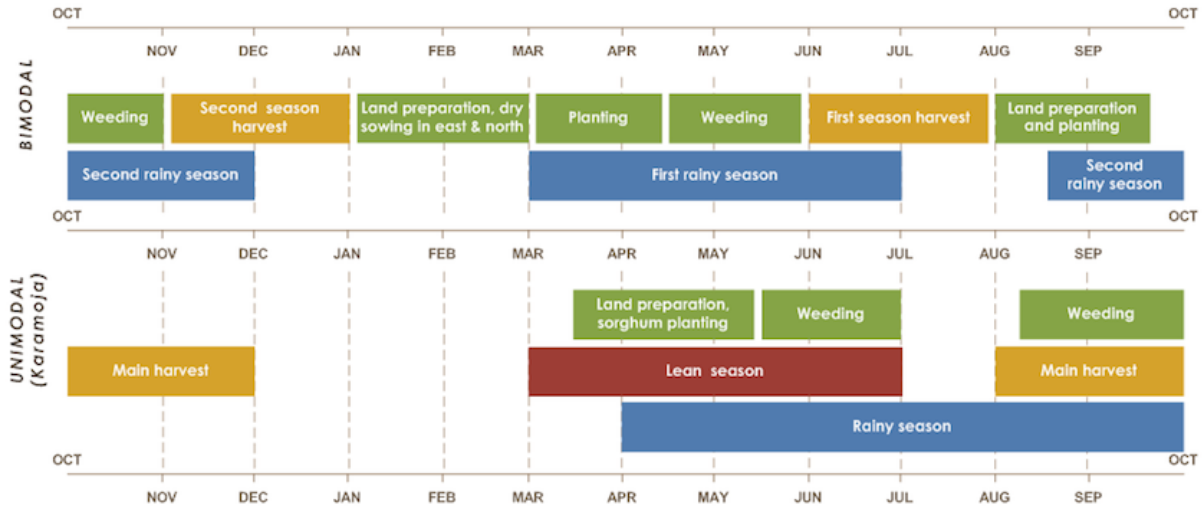 OCT OCT
NOV DEC JAN FEB MAR APR MAY JUN JUL AUG SEP
BIMODAL
Weeding
Second season
harvest
Land preparation, dry
sowing in east & north
Planting
Weeding
First season harvest
Land preparation
and planting
Second rainy season
First rainy season
Second
rainy season
OCT OCT
NOV DEC JAN FEB MAR APR MAY JUN JUL AUG SEP
UNIMODAL
(Karamoja)
Land preparation,
sorghum planting
Weeding
Weeding
Main harvest
Lean season
Main harvest
Rainy season
OCT OCT
NOV DEC JAN FEB MAR APR MAY JUN JUL AUG SEP